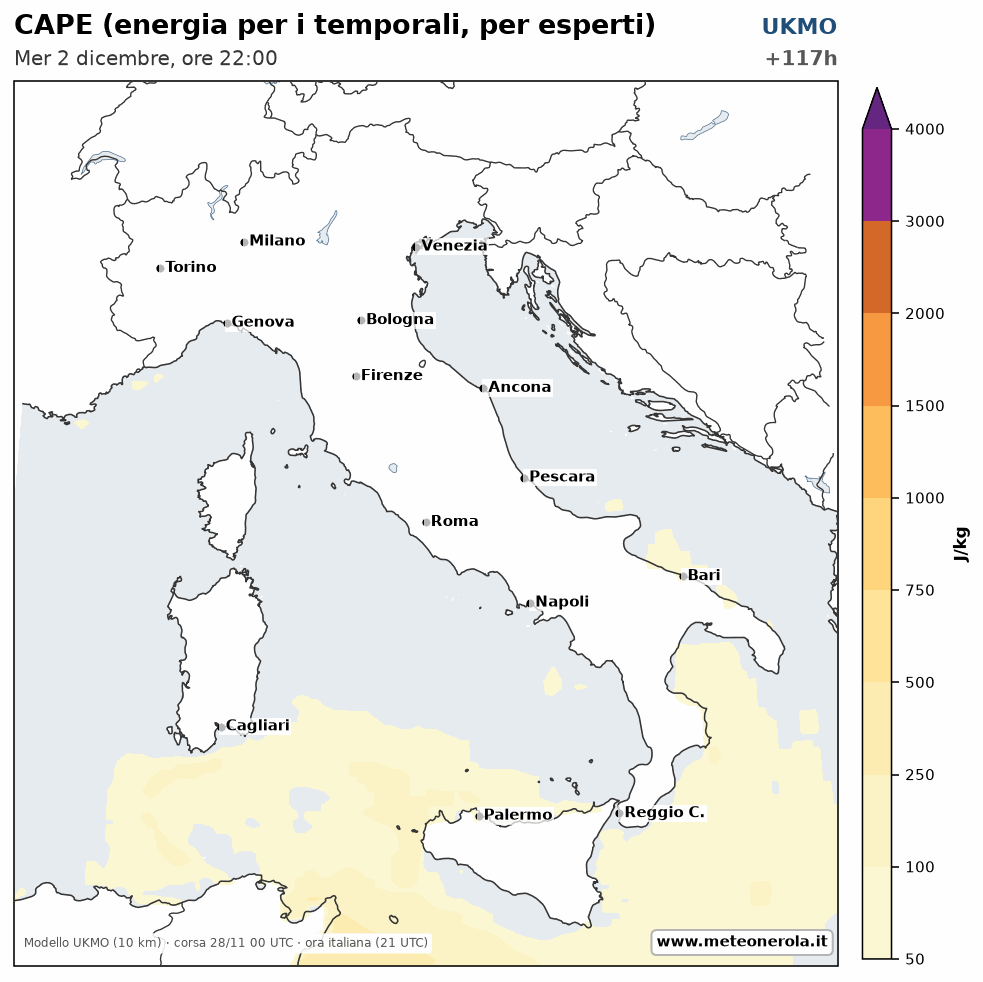 CAPE (energia per i temporali, per esperti)
UKMO
Mer 2 dicembre, ore 22:00
+117h
4000
3000
2000
1500
1000
750
500
250
100
50
J/kg
Milano
Venezia
Torino
Genova
Bologna
Firenze
Ancona
Pescara
Roma
Bari
Napoli
Cagliari
Palermo
Reggio C.
Modello UKMO (10 km) · corsa 28/11 00 UTC · ora italiana (21 UTC)
www.meteonerola.it